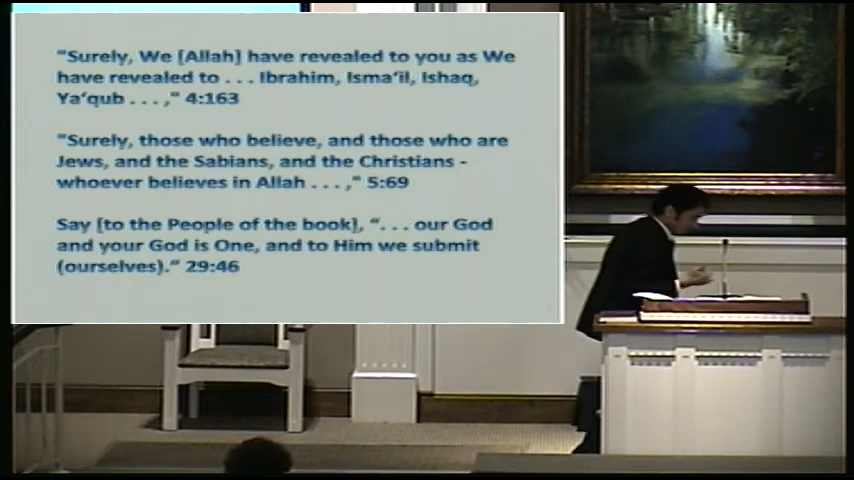 "Surely, We [Allah] have revealed to you as We
have revealed to . . . Ibrahim, Isma‘il, Ishaq,
Ya‘qub . . . ," 4:163
"Surely, those who believe, and those who are
Jews, and the Sabians, and the Christians -
whoever believes in Allah . . . ," 5:69
Say [to the People of the book], “. . . our God
and your God is One, and to Him we submit
(ourselves).” 29:46